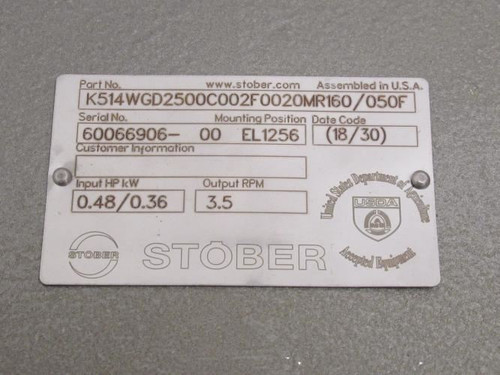 Part No. www.stober.com Assembled in U.S.A.
K514WGD2500C002F0020MR160/050F
Serial No. Mounting Position Date Code
60066906- 00 EL1256 (18/30)
Customer Information
Input HP kW Output RPM
0.48/0.36 3.5
United States Department of Agriculture
USDA
Accepted Equipment
STOBER
STÖBER